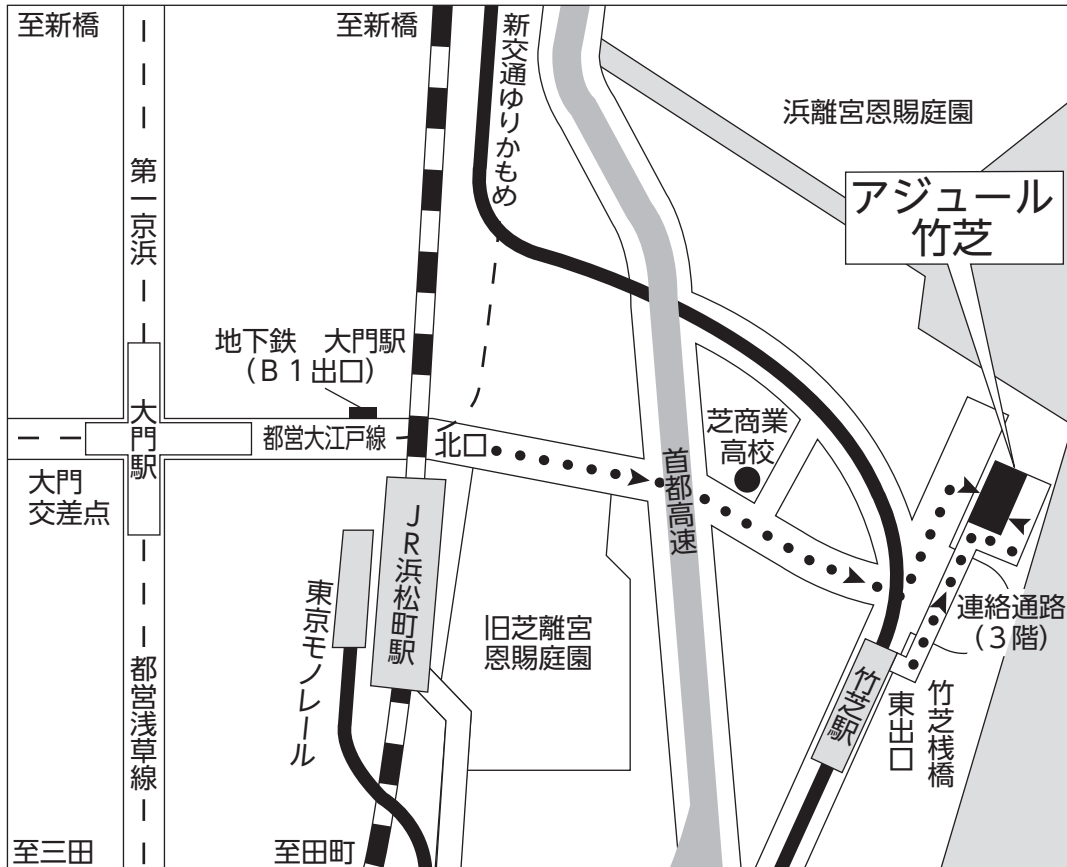 至新橋
至新橋
新交通ゆりかもめ
浜離宮恩賜庭園
第一京浜
アジュール
竹芝
地下鉄　大門駅
（B１出口）
大門駅
都営大江戸線
北口
芝商業
高校
大門
交差点
首都高速
JR浜松町駅
東京モノレール
旧芝離宮
恩賜庭園
連絡通路
（３階）
竹芝駅
東出口
竹芝桟橋
都営浅草線
至三田
至田町